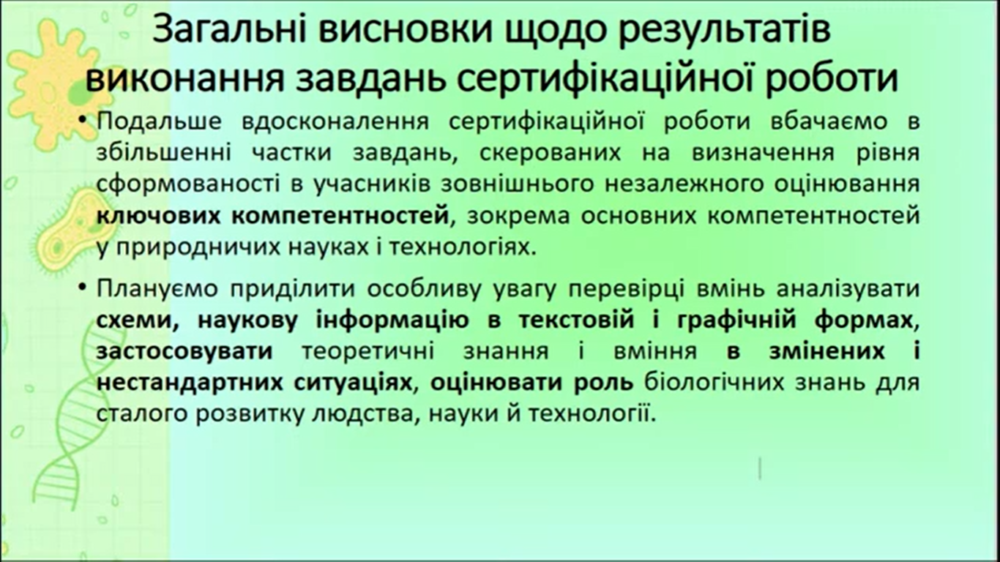 Загальні висновки щодо результатів
виконання завдань сертифікаційної роботи
• Подальше вдосконалення сертифікаційної роботи вбачаємо в
збільшенні частки завдань, скерованих на визначення рівня
сформованості в учасників зовнішнього незалежного оцінювання
ключових компетентностей, зокрема основних компетентностей
у природничих науках і технологіях.
• Плануємо приділити особливу увагу перевірці вмінь аналізувати
схеми, наукову інформацію в текстовій і графічній формах,
застосовувати теоретичні знання і вміння в змінених і
нестандартних ситуаціях, оцінювати роль біологічних знань для
сталого розвитку людства, науки й технології.